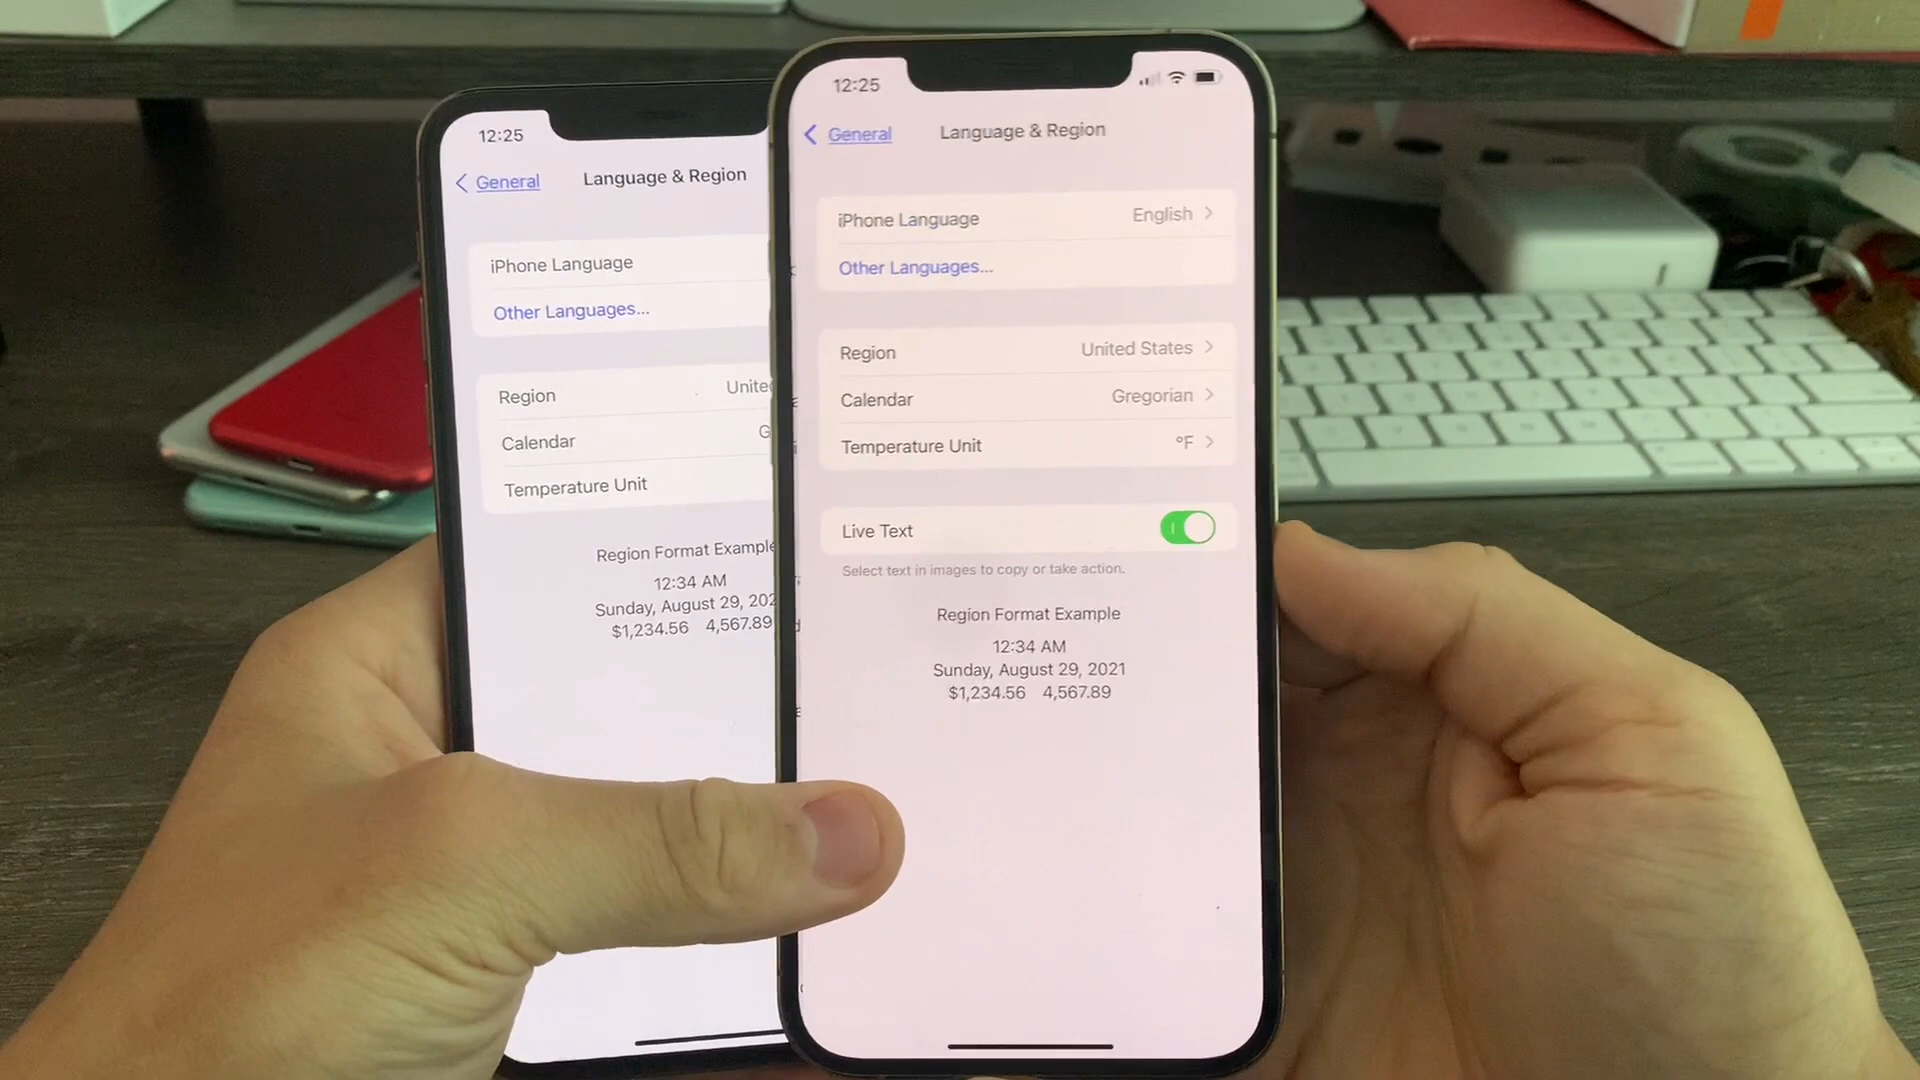 12:25
General
Language & Region
iPhone Language
Other Languages...
Region
Calendar
Temperature Unit
Region Format
12:34 AM
Sunday, August 29,
$1,234.56 4,567.89
12:25
General
Language & Region
iPhone Language English
Other Languages...
Region United States
Calendar Gregorian
Temperature Unit °F
Live Text
Select text in images to copy or take action.
Region Format Example
12:34 AM
Sunday, August 29, 2021
$1,234.56 4,567.89